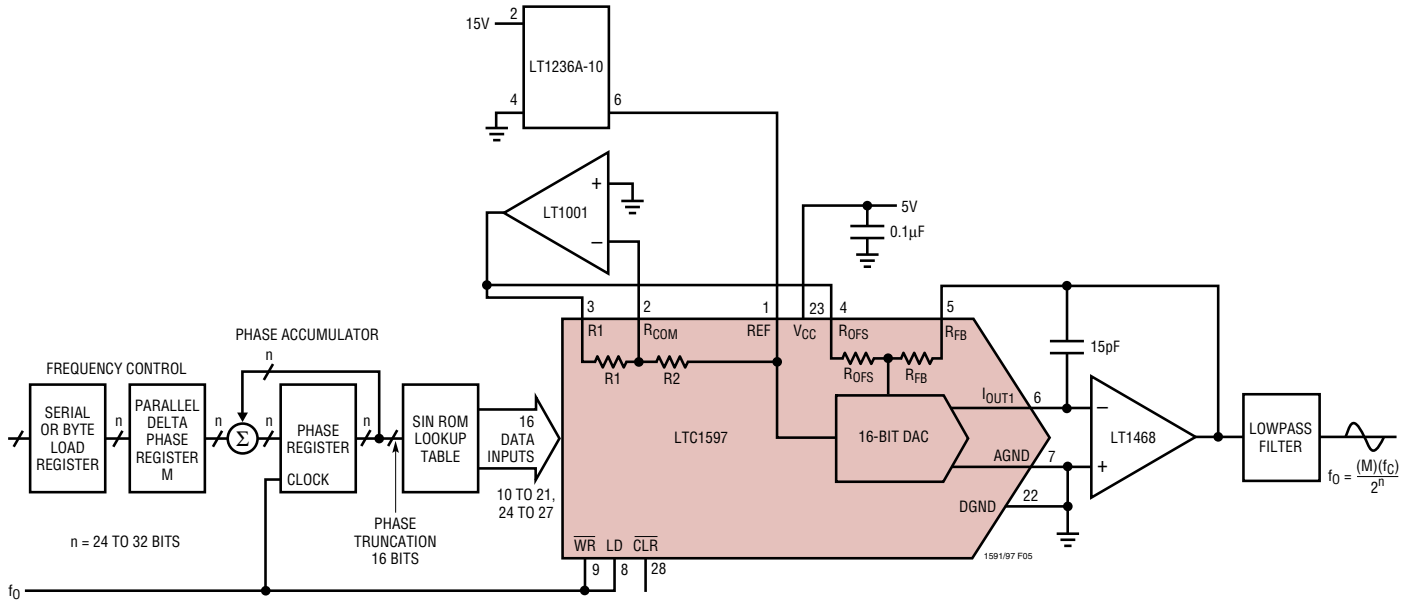 2
15V
LT1236A-10
4
6
+
LT1001
–
5V
0.1µF
3
2
1
23
4
5
R1
RCOM
REF
VCC
ROFS
RFB
15pF
R1
R2
ROFS
RFB
PHASE ACCUMULATOR
n
FREQUENCY CONTROL
SERIAL
OR BYTE
LOAD
REGISTER
n
PARALLEL
DELTA
PHASE
REGISTER
M
n
Σ
n
PHASE
REGISTER
CLOCK
n
SIN ROM
LOOKUP
TABLE
16
DATA
INPUTS
10 TO 21,
24 TO 27
LTC1597
16-BIT DAC
IOUT1
6
–
LT1468
+
AGND
7
DGND
22
LOWPASS
FILTER
fO = (M)(fC)
2n
PHASE
TRUNCATION
16 BITS
n = 24 TO 32 BITS
WR
LD
CLR
9
8
28
1591/97 F05
fO